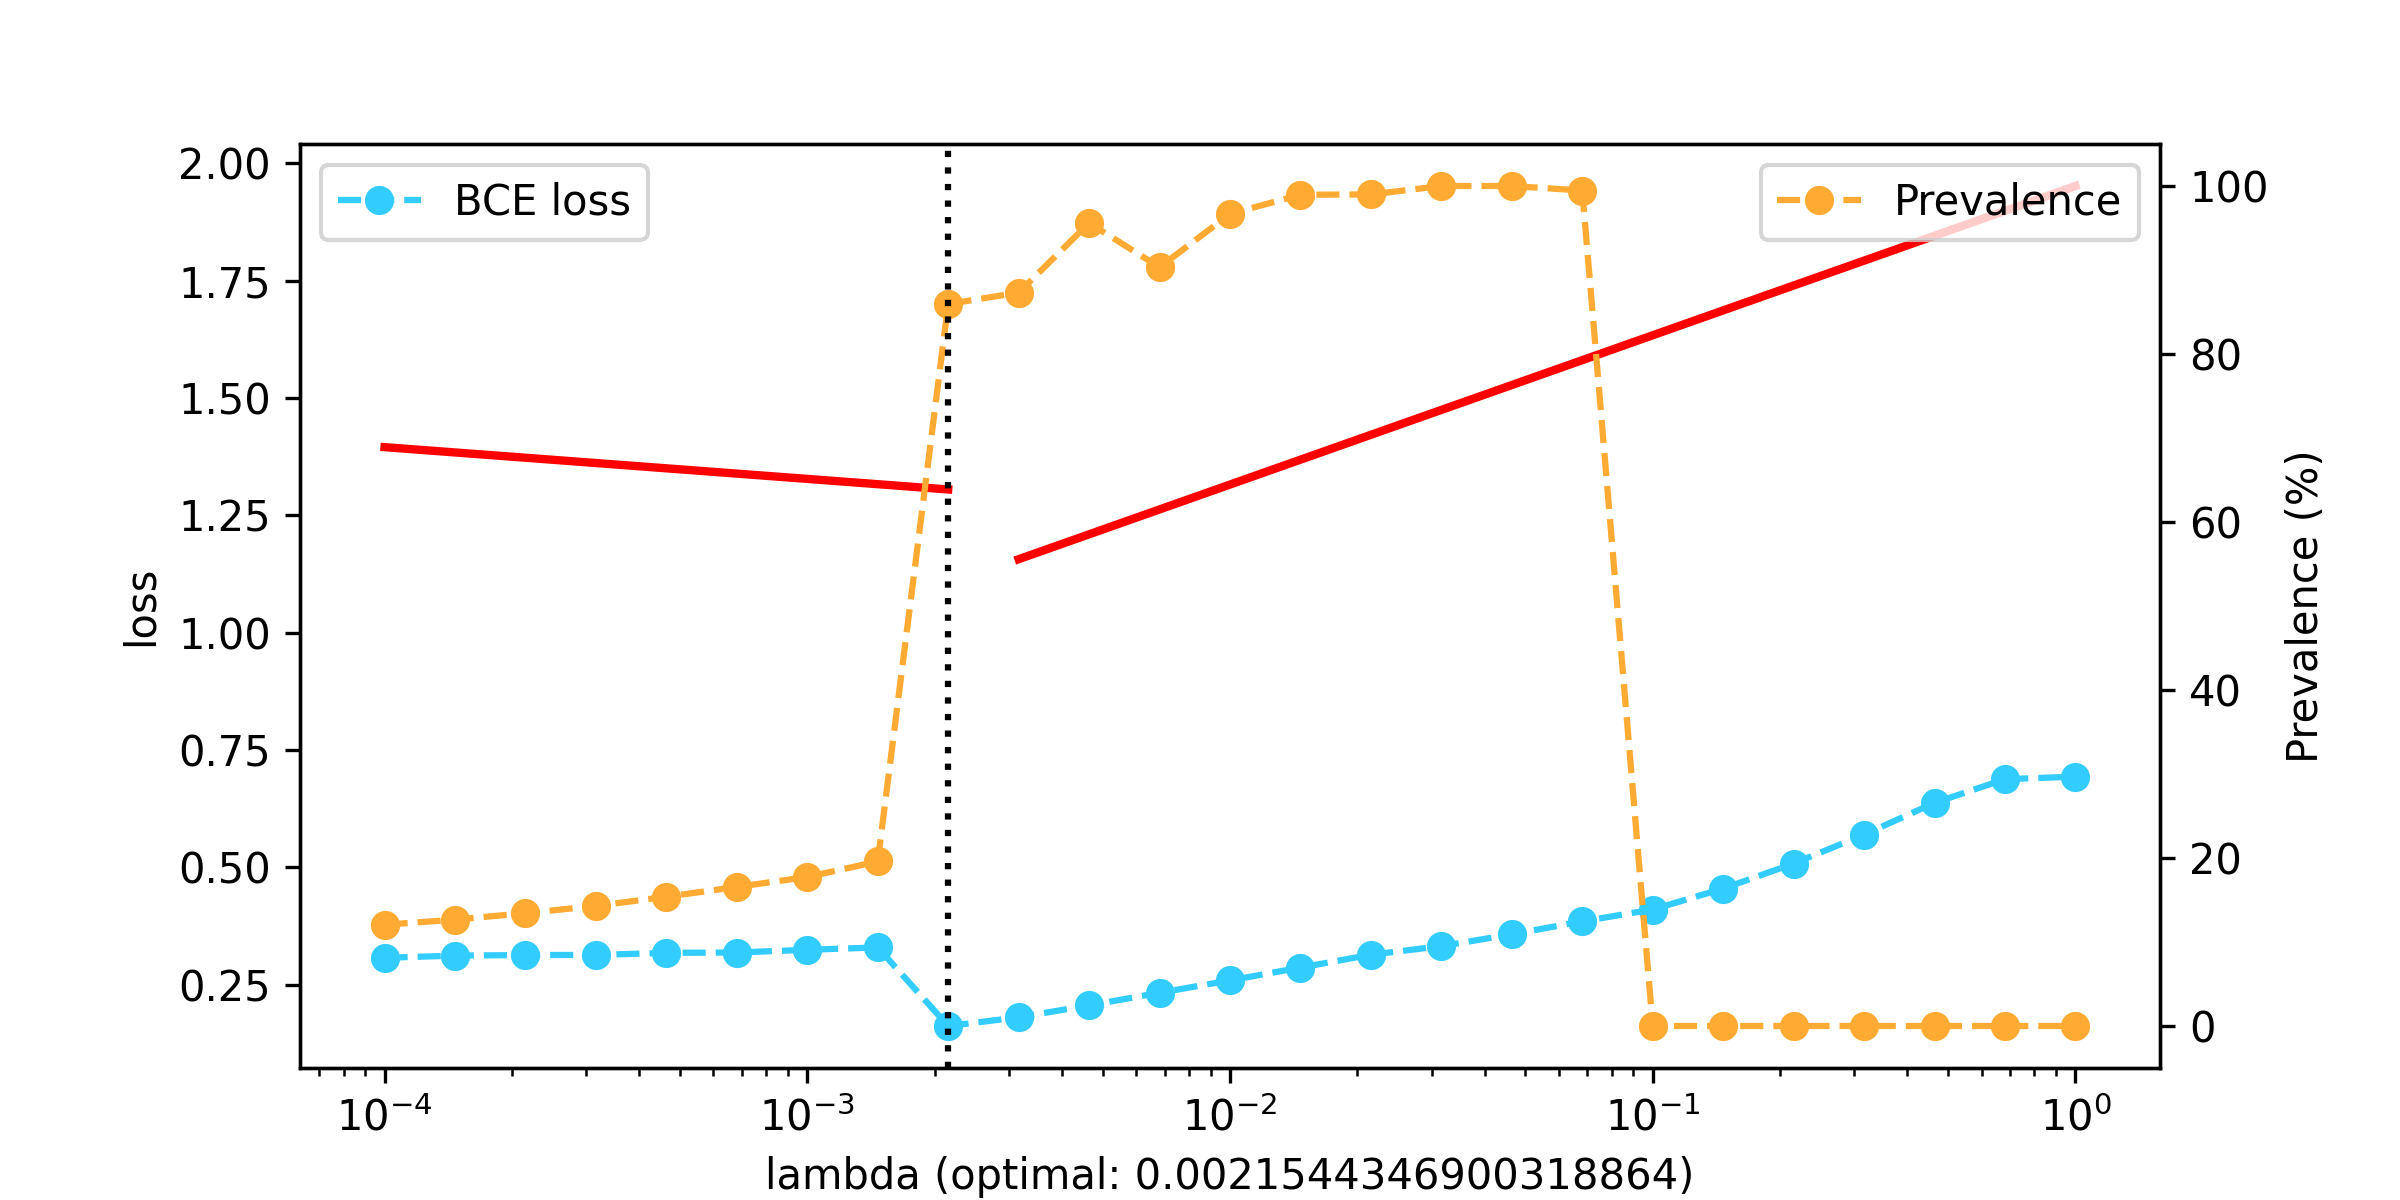 BCE loss
Prevalence
2.00
1.75
1.50
1.25
1.00
0.75
0.50
0.25
loss
100
80
60
40
20
0
Prevalence (%)
10⁻⁴ 10⁻³ 10⁻² 10⁻¹ 10⁰
lambda (optimal: 0.0021544346900318864)